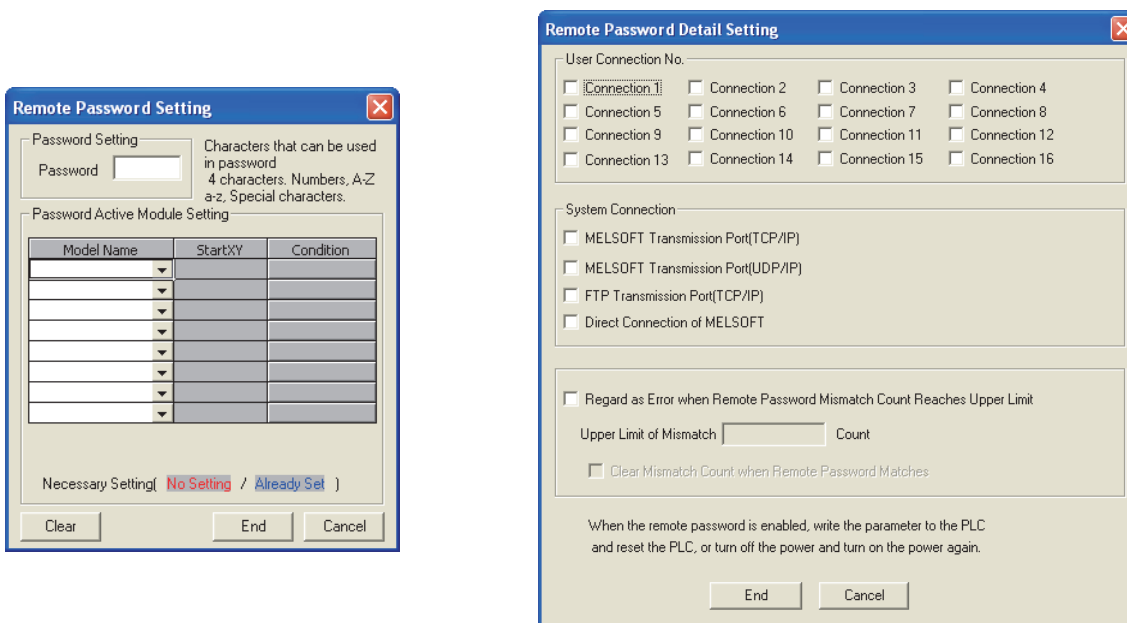 Remote Password Setting
Password Setting
Password
Characters that can be used
in password
4 characters. Numbers, A-Z
a-z, Special characters.
Password Active Module Setting
Model Name StartXY Condition
Necessary Setting( No Setting / Already Set )
Clear End Cancel
Remote Password Detail Setting
User Connection No.
Connection 1 Connection 2 Connection 3 Connection 4
Connection 5 Connection 6 Connection 7 Connection 8
Connection 9 Connection 10 Connection 11 Connection 12
Connection 13 Connection 14 Connection 15 Connection 16
System Connection
MELSOFT Transmission Port(TCP/IP)
MELSOFT Transmission Port(UDP/IP)
FTP Transmission Port(TCP/IP)
Direct Connection of MELSOFT
Regard as Error when Remote Password Mismatch Count Reaches Upper Limit
Upper Limit of Mismatch Count
Clear Mismatch Count when Remote Password Matches
When the remote password is enabled, write the parameter to the PLC
and reset the PLC, or turn off the power and turn on the power again.
End Cancel